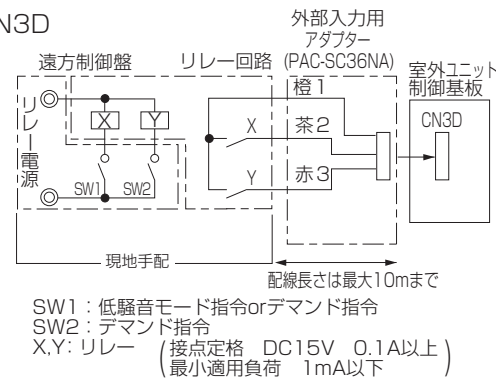 CN3D
外部入力用
アダプター
(PAC-SC36NA)
遠方制御盤
リレー回路
室外ユニット
制御基板
橙1
リレー電源
X
Y
X
茶2
CN3D
Y
赤3
SW1
SW2
現地手配
配線長さは最大10mまで
SW1：低騒音モード指令orデマンド指令
SW2：デマンド指令
X,Y：リレー (接点定格 DC15V 0.1A以上
最小適用負荷 1mA以下)